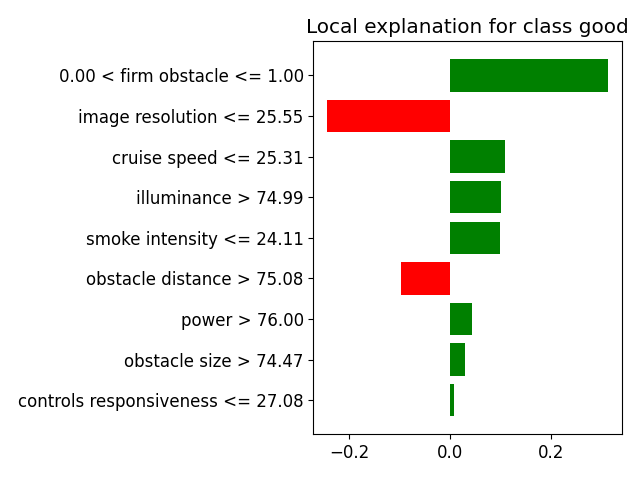 Local explanation for class good
0.00 < firm obstacle <= 1.00
image resolution <= 25.55
cruise speed <= 25.31
illuminance > 74.99
smoke intensity <= 24.11
obstacle distance > 75.08
power > 76.00
obstacle size > 74.47
controls responsiveness <= 27.08
−0.2 0.0 0.2